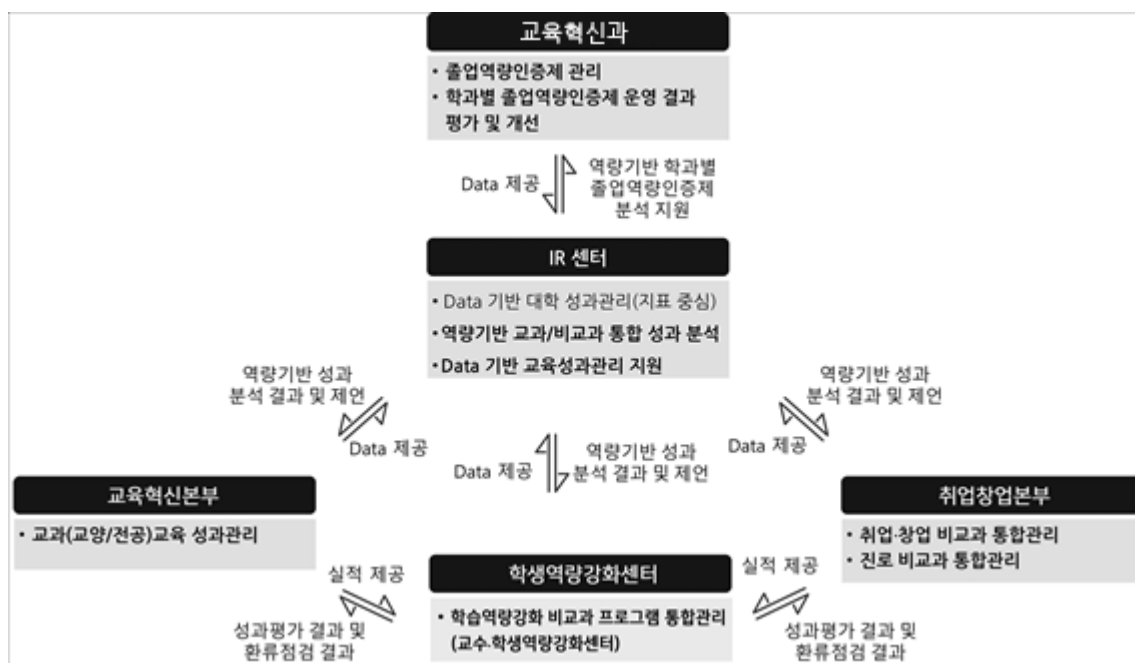 교육혁신과
• 졸업역량인증제 관리
• 학과별 졸업역량인증제 운영 결과
평가 및 개선
Data 제공
역량기반 학과별
졸업역량인증제
분석 지원
IR 센터
• Data 기반 대학 성과관리(지표 중심)
• 역량기반 교과/비교과 통합 성과 분석
• Data 기반 교육성과관리 지원
역량기반 성과
분석 결과 및 제언
Data 제공
Data 제공
역량기반 성과
분석 결과 및 제언
역량기반 성과
분석 결과 및 제언
Data 제공
교육혁신본부
• 교과(교양/전공)교육 성과관리
취업창업본부
• 취업·창업 비교과 통합관리
• 진로 비교과 통합관리
실적 제공
성과평가 결과 및
환류점검 결과
학생역량강화센터
• 학습역량강화 비교과 프로그램 통합관리
(교수·학생역량강화센터)
실적 제공
성과평가 결과 및
환류점검 결과